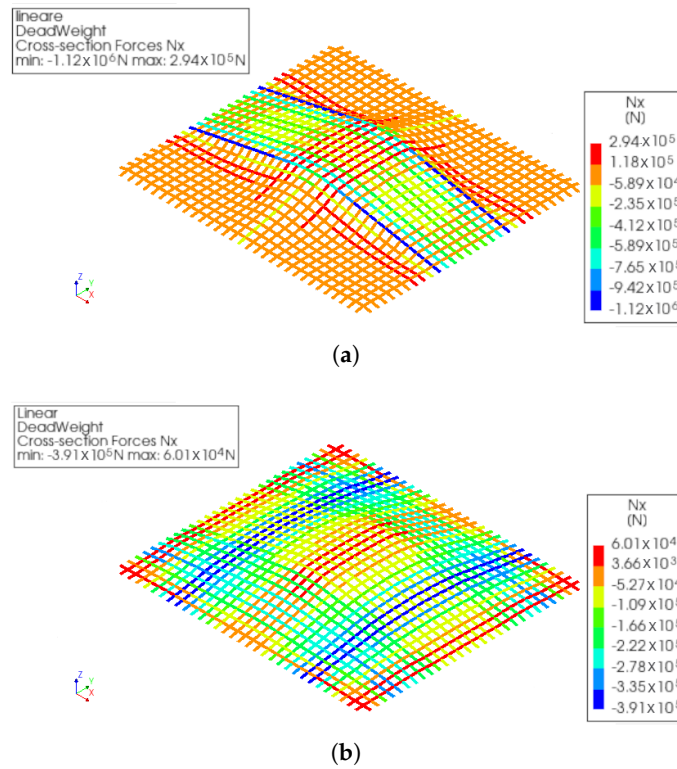 lineare
DeadWeight
Cross-section Forces Nx
min: -1.12x10⁶N max: 2.94x10⁵N
Nx
(N)
2.94x10⁵
1.18x10⁵
-5.89x10⁴
-2.35x10⁵
-4.12x10⁵
-5.89x10⁵
-7.65x10⁵
-9.42x10⁵
-1.12x10⁶
Z
Y
X
(a)
Linear
DeadWeight
Cross-section Forces Nx
min: -3.91x10⁵N max: 6.01x10⁴N
Nx
(N)
6.01x10⁴
3.66x10³
-5.27x10⁴
-1.09x10⁵
-1.66x10⁵
-2.22x10⁵
-2.78x10⁵
-3.35x10⁵
-3.91x10⁵
Z
Y
X
(b)